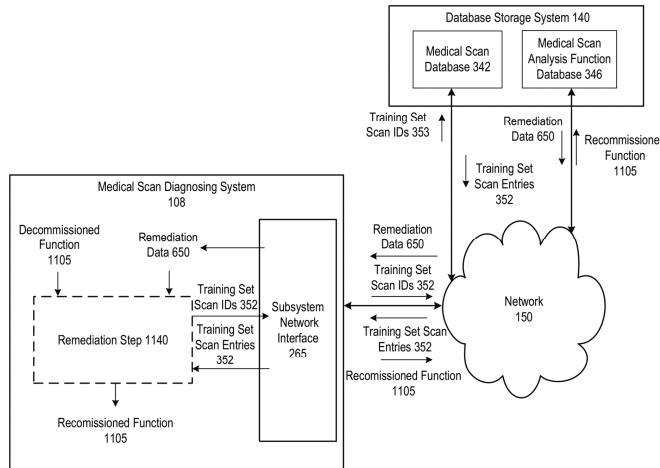 Database Storage System 140
Medical Scan
Database 342
Medical Scan
Analysis Function
Database 346
Training Set
Scan IDs 353
Remediation
Data 650
Recommissione
Function
1105
Training Set
Scan Entries
352
Medical Scan Diagnosing System
108
Decommissioned
Function
1105
Remediation
Data 650
Training Set
Scan IDs 352
Remediation Step 1140
Training Set
Scan Entries
352
Recomissioned Function
1105
Subsystem
Network
Interface
265
Remediation
Data 650
Training Set
Scan IDs 352
Training Set Scan
Entries 352
Recomissioned Function
1105
Network
150